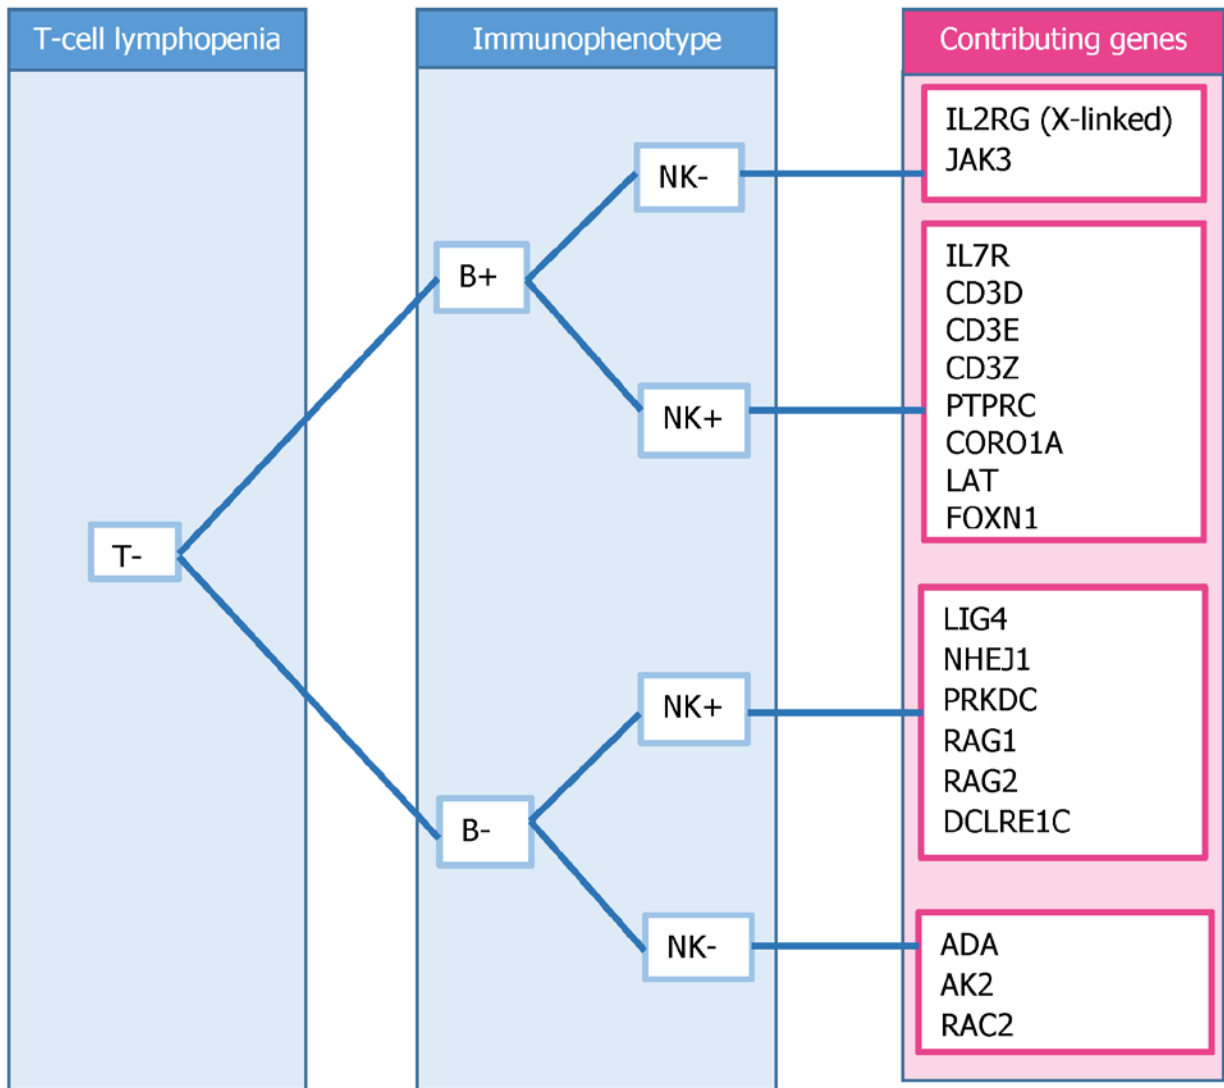 T-cell lymphopenia
Immunophenotype
Contributing genes
T-
B+
B-
NK-
NK+
NK+
NK-
IL2RG (X-linked)
JAK3
IL7R
CD3D
CD3E
CD3Z
PTPRC
CORO1A
LAT
FOXN1
LIG4
NHEJ1
PRKDC
RAG1
RAG2
DCLRE1C
ADA
AK2
RAC2